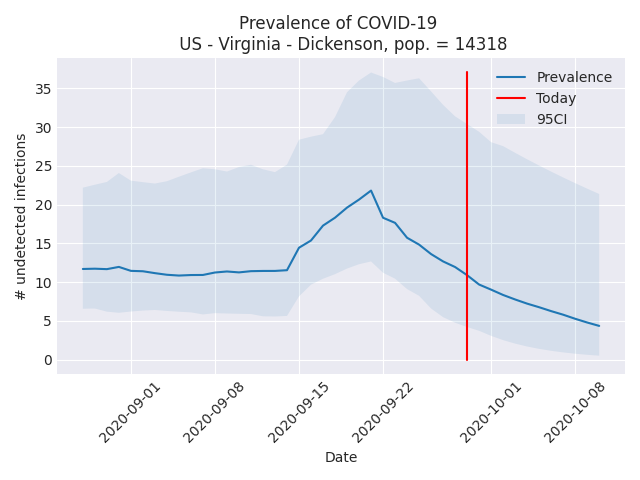 Prevalence of COVID-19
US - Virginia - Dickenson, pop. = 14318
Prevalence
Today
95CI
# undetected infections
35
30
25
20
15
10
5
0
2020-09-01
2020-09-08
2020-09-15
2020-09-22
2020-10-01
2020-10-08
Date